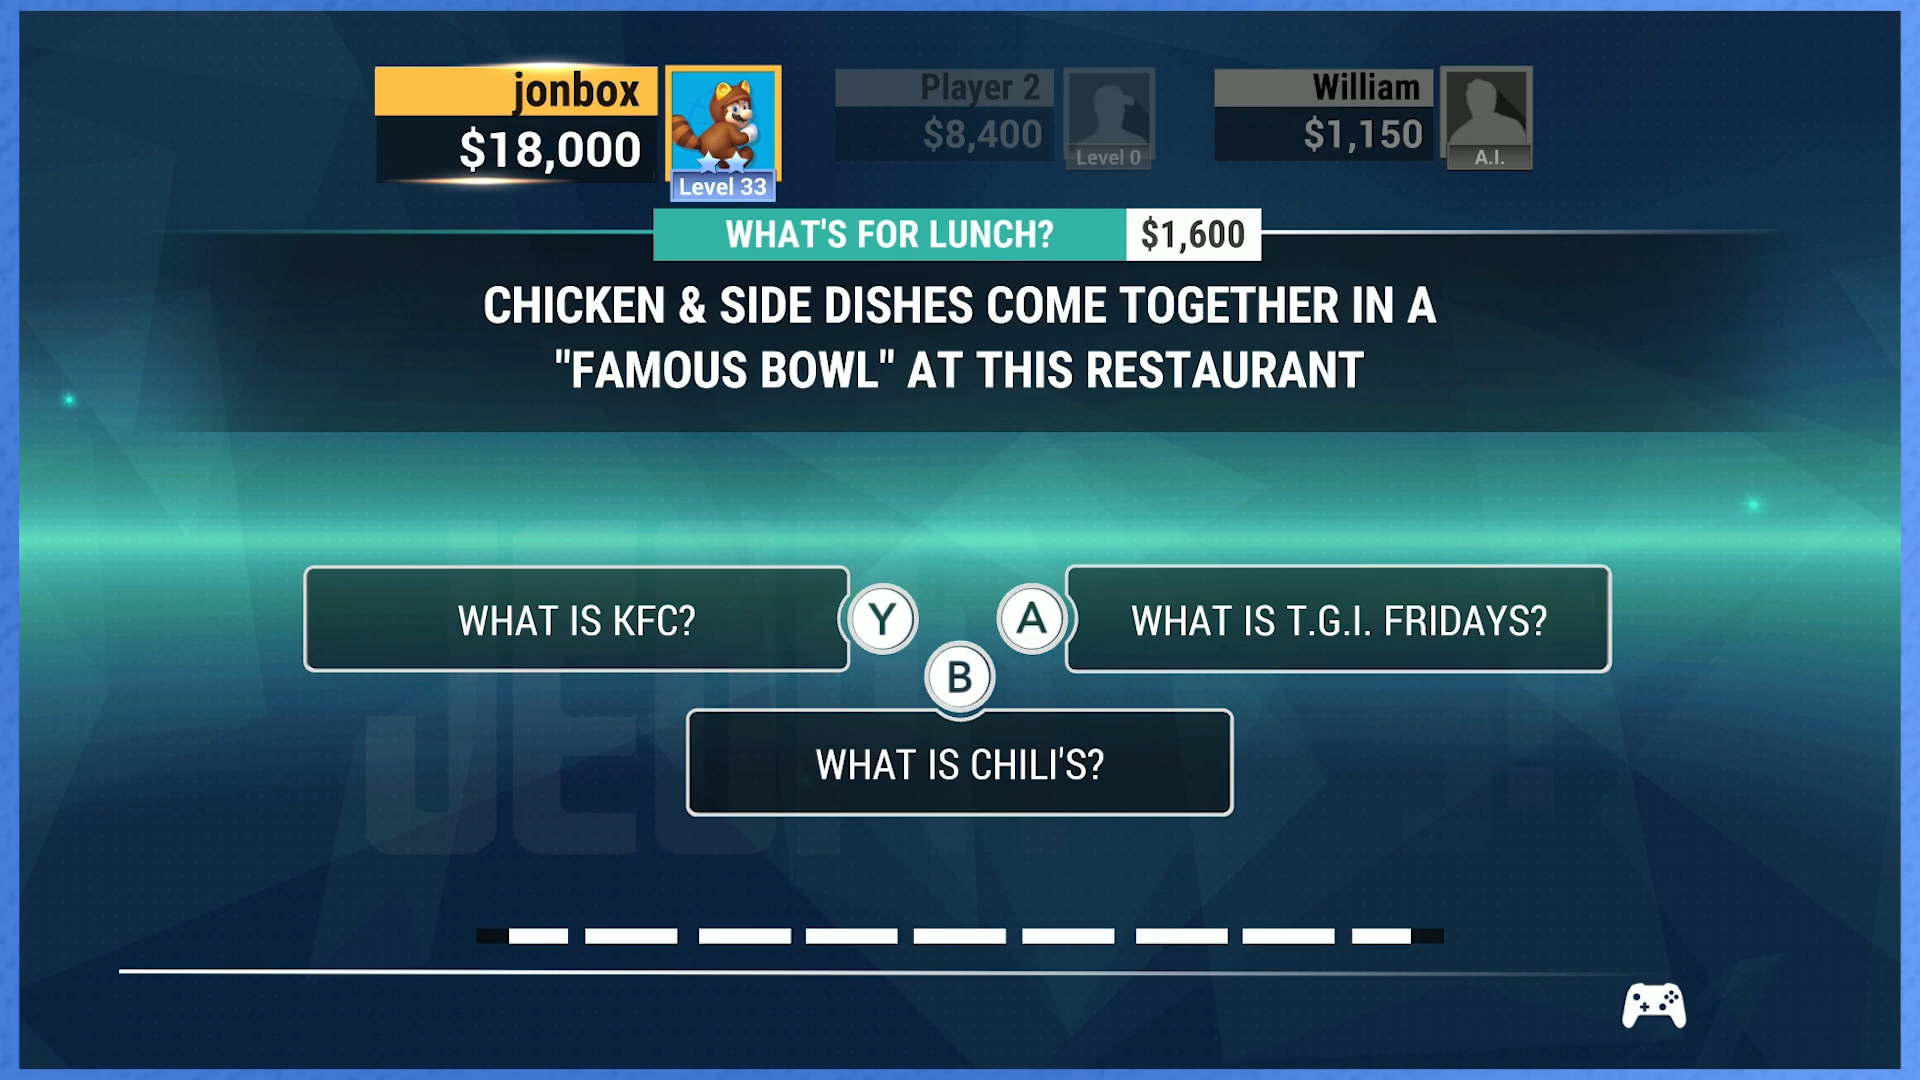 jonbox
$18,000
Level 33
Player 2
$8,400
Level 0
William
$1,150
A.I.
WHAT'S FOR LUNCH? $1,600
CHICKEN & SIDE DISHES COME TOGETHER IN A
"FAMOUS BOWL" AT THIS RESTAURANT
WHAT IS KFC? Y
A WHAT IS T.G.I. FRIDAYS?
B
WHAT IS CHILI'S?